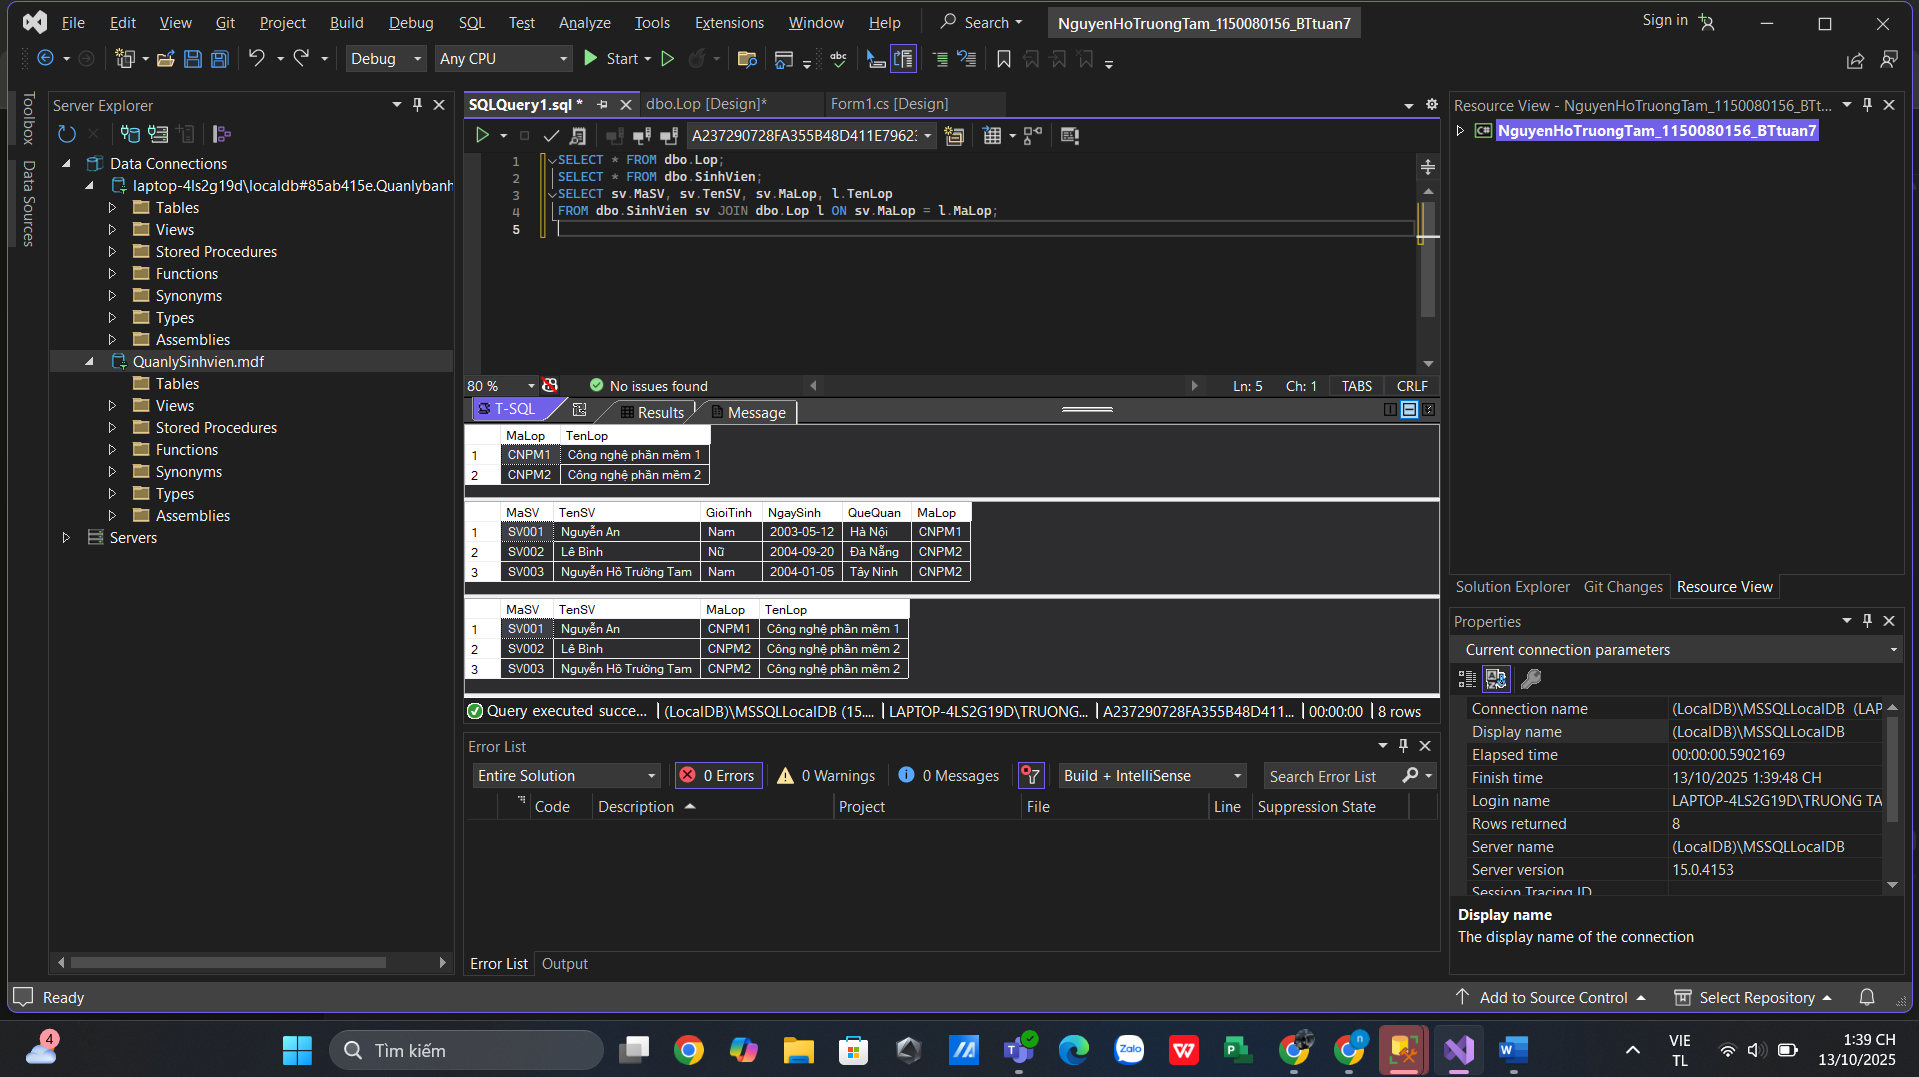 File Edit View Git Project Build Debug SQL Test Analyze Tools Extensions Window Help Search NguyenHoTruongTam_1150080156_BTtuan7 Sign in
Debug Any CPU Start
Toolbox
Data Sources
Server Explorer
Data Connections
laptop-4ls2g19d\localdb#85ab415e.Quanlybanh
Tables
Views
Stored Procedures
Functions
Synonyms
Types
Assemblies
QuanlySinhvien.mdf
Tables
Views
Stored Procedures
Functions
Synonyms
Types
Assemblies
Servers
SQLQuery1.sql * dbo.Lop [Design]* Form1.cs [Design]
A237290728FA355B48D411E7962
1 SELECT * FROM dbo.Lop;
2 SELECT * FROM dbo.SinhVien;
3 SELECT sv.MaSV, sv.TenSV, sv.MaLop, l.TenLop
4 FROM dbo.SinhVien sv JOIN dbo.Lop l ON sv.MaLop = l.MaLop;
5
80 % No issues found Ln: 5 Ch: 1 TABS CRLF
T-SQL Results Message
MaLop TenLop
1 CNPM1 Công nghệ phần mềm 1
2 CNPM2 Công nghệ phần mềm 2
MaSV TenSV GioiTinh NgaySinh QueQuan MaLop
1 SV001 Nguyễn An Nam 2003-05-12 Hà Nội CNPM1
2 SV002 Lê Bình Nữ 2004-09-20 Đà Nẵng CNPM2
3 SV003 Nguyễn Hồ Trường Tam Nam 2004-01-05 Tây Ninh CNPM2
MaSV TenSV MaLop TenLop
1 SV001 Nguyễn An CNPM1 Công nghệ phần mềm 1
2 SV002 Lê Bình CNPM2 Công nghệ phần mềm 2
3 SV003 Nguyễn Hồ Trường Tam CNPM2 Công nghệ phần mềm 2
Query executed succe... (LocalDB)\MSSQLLocalDB (15.... LAPTOP-4LS2G19D\TRUONG... A237290728FA355B48D411... 00:00:00 8 rows
Error List
Entire Solution 0 Errors 0 Warnings 0 Messages Build + IntelliSense Search Error List
Code Description Project File Line Suppression State
Error List Output
Resource View - NguyenHoTruongTam_1150080156_BTt...
C# NguyenHoTruongTam_1150080156_BTtuan7
Solution Explorer Git Changes Resource View
Properties
Current connection parameters
Connection name (LocalDB)\MSSQLLocalDB (LAP
Display name (LocalDB)\MSSQLLocalDB
Elapsed time 00:00:00.5902169
Finish time 13/10/2025 1:39:48 CH
Login name LAPTOP-4LS2G19D\TRUONG TA
Rows returned 8
Server name (LocalDB)\MSSQLLocalDB
Server version 15.0.4153
Session Tracing ID
Display name
The display name of the connection
Ready Add to Source Control Select Repository
4 Tìm kiếm Zalo VIE TL 1:39 CH 13/10/2025